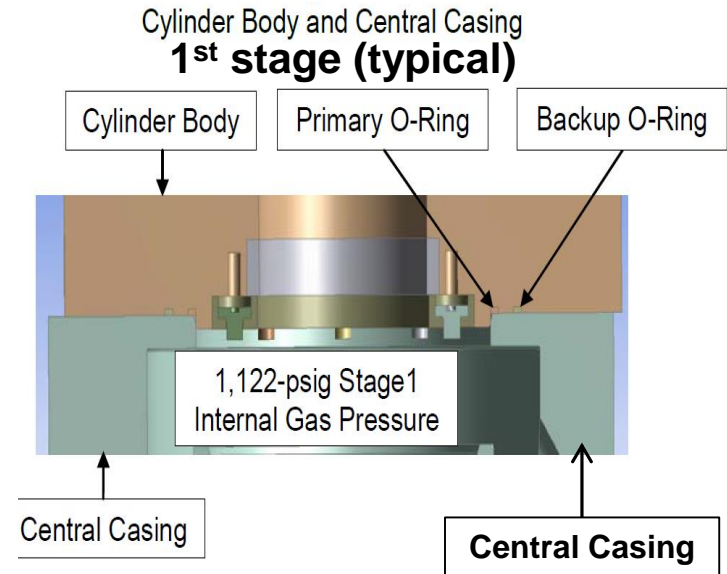 Cylinder Body and Central Casing
1st stage (typical)
Cylinder Body
Primary O-Ring
Backup O-Ring
1,122-psig Stage1
Internal Gas Pressure
Central Casing
Central Casing